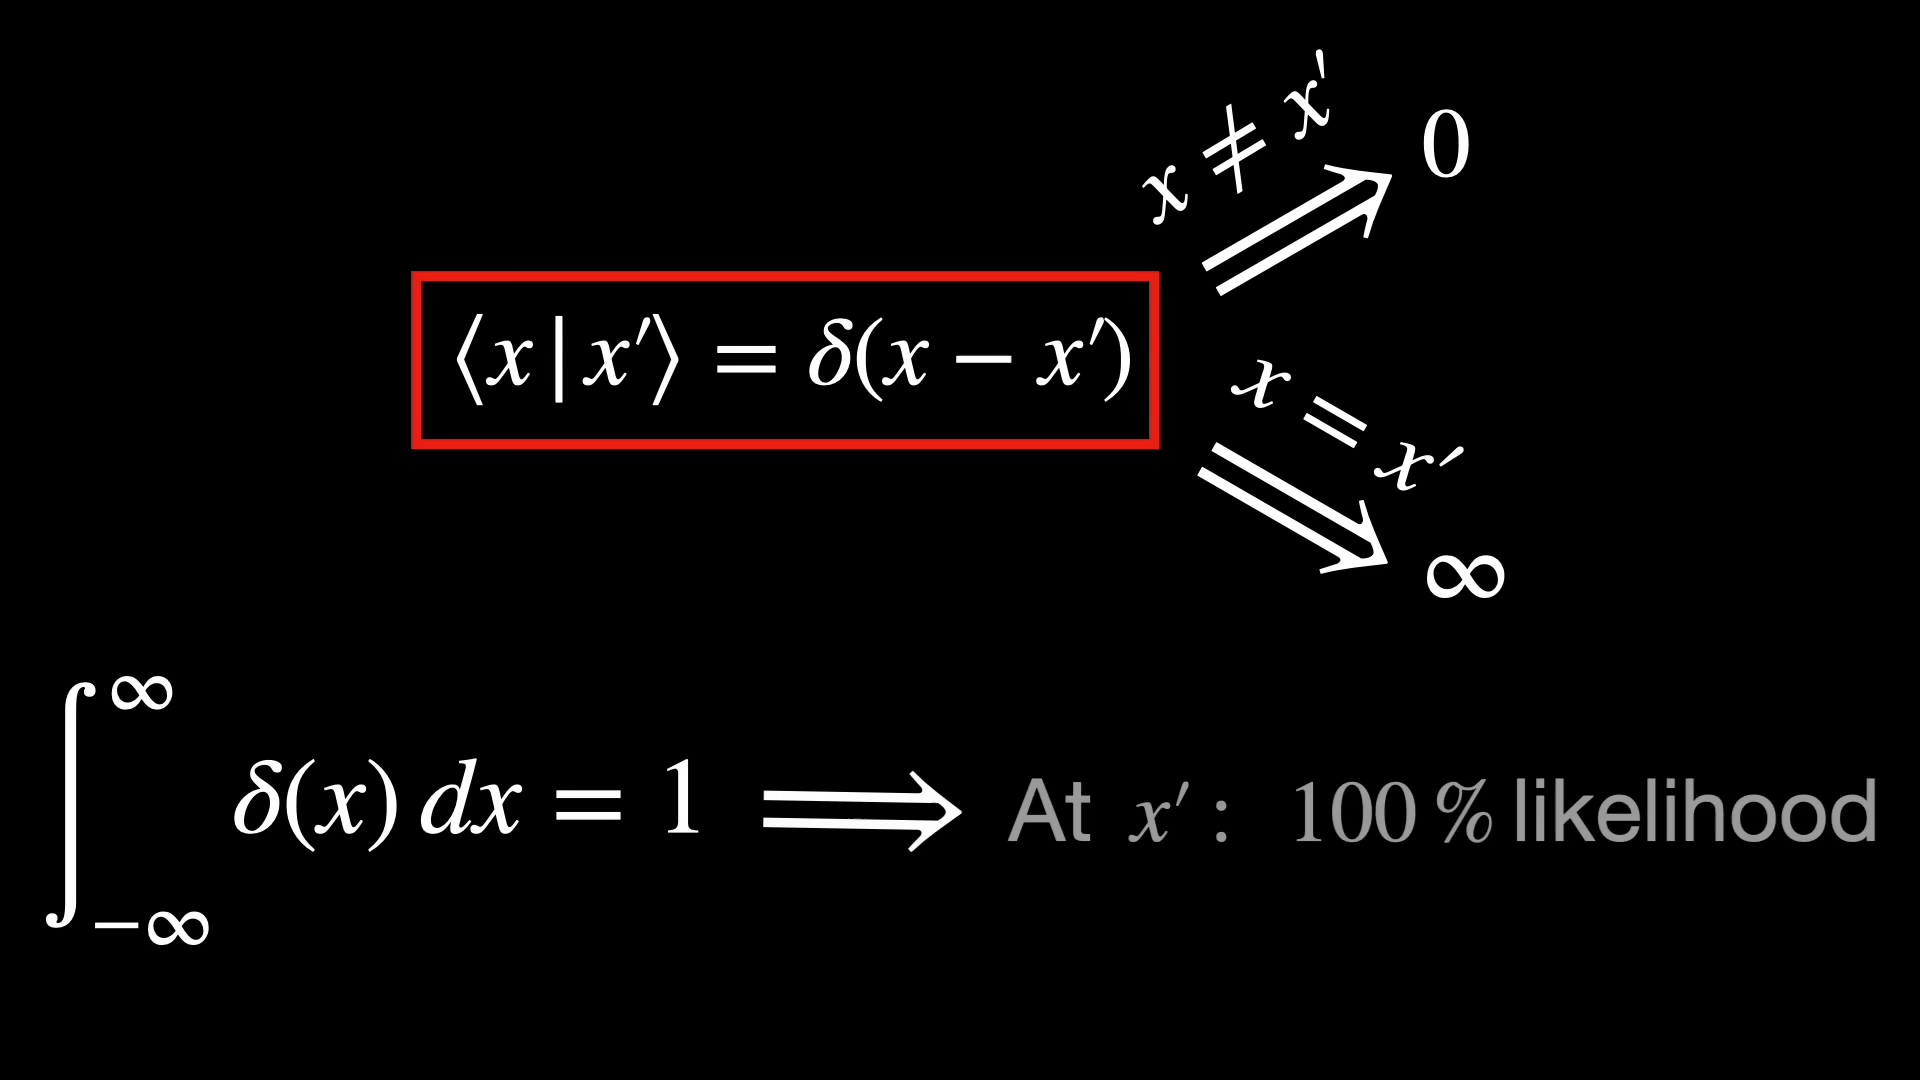 x ≠ x′
0
⟨x|x′⟩ = δ(x − x′)
x = x′
∞
∫_{−∞}^{∞} δ(x) dx = 1 ⟹ At x′ : 100 % likelihood